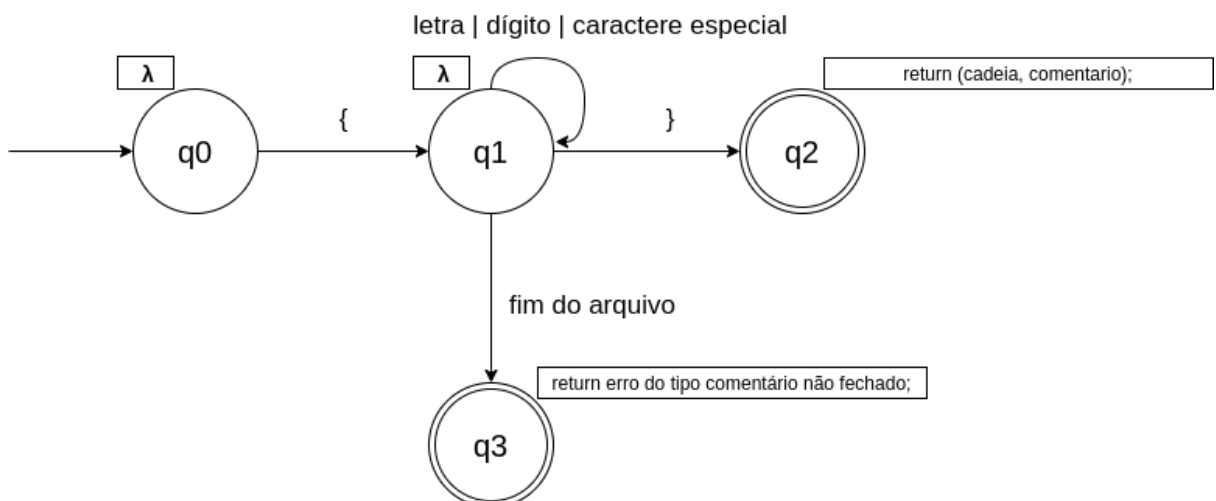 letra | dígito | caractere especial
λ
λ
return (cadeia, comentario);
{
}
q0
q1
q2
fim do arquivo
return erro do tipo comentário não fechado;
q3